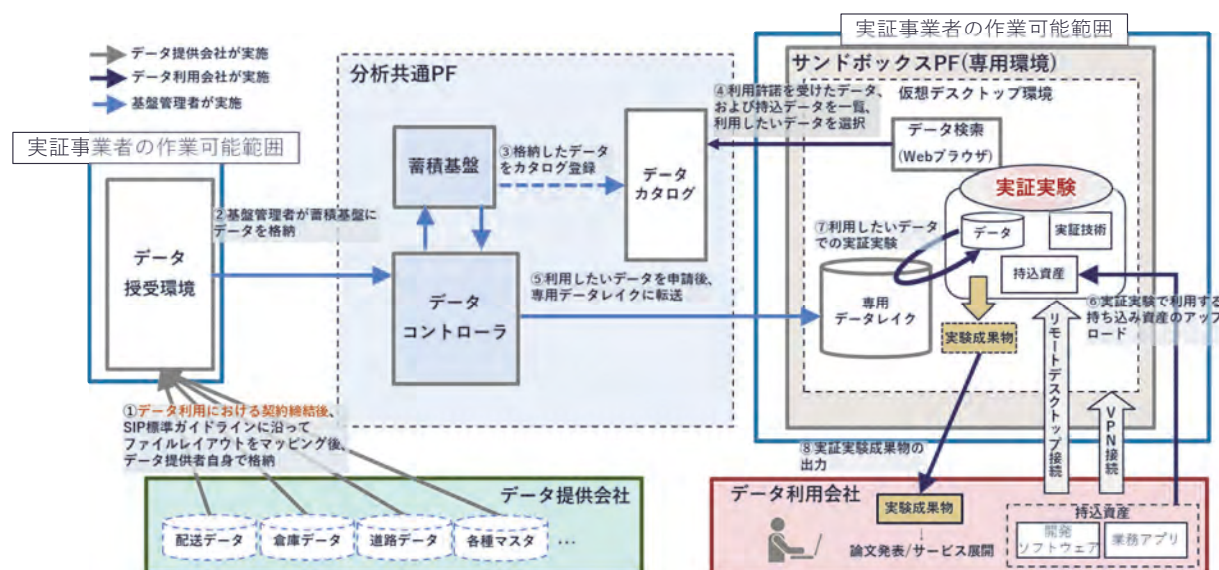 データ提供会社が実施
データ利用会社が実施
基盤管理者が実施
実証事業者の作業可能範囲
データ
授受環境
②基盤管理者が蓄積基盤に
データを格納
①データ利用における契約締結後、
SIP標準ガイドラインに沿って
ファイルレイアウトをマッピング後、
データ提供者自身で格納
分析共通PF
蓄積基盤
③格納したデータ
をカタログ登録
データ
カタログ
データ
コントローラ
⑤利用したいデータを申請後、
専用データレイクに転送
実証事業者の作業可能範囲
サンドボックスPF(専用環境)
④利用許諾を受けたデータ、
および持込データを一覧、
利用したいデータを選択
仮想デスクトップ環境
データ検索
(Webブラウザ)
実証実験
データ
実証技術
持込資産
⑦利用したいデータ
での実証実験
専用
データレイク
実験成果物
⑥実証実験で利用する
持ち込み資産のアップ
ロード
リモートデスクトップ接続
VPN接続
⑧実証実験成果物の
出力
データ提供会社
配送データ
倉庫データ
道路データ
各種マスタ
…
データ利用会社
実験成果物
論文発表/サービス展開
持込資産
開発
ソフトウェア
業務アプリ